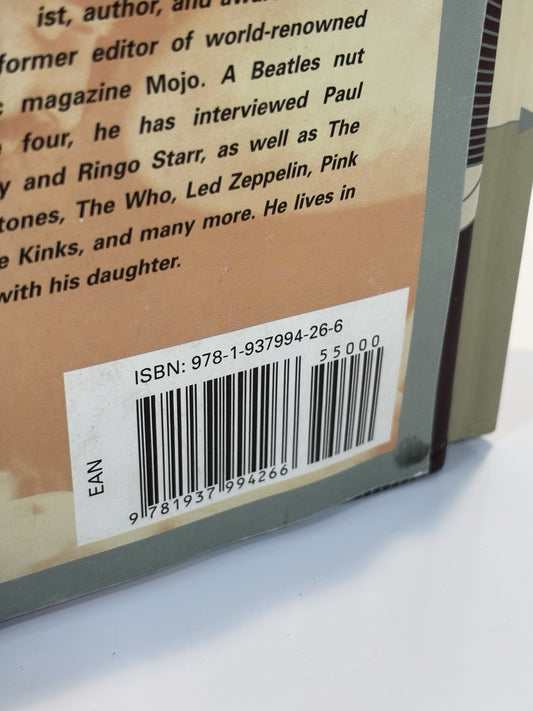 ist, author, and
former editor of world-renowned
magazine Mojo. A Beatles nut
four, he has interviewed Paul
and Ringo Starr, as well as The
tones, The Who, Led Zeppelin, Pink
Kinks, and many more. He lives in
with his daughter.
ISBN: 978-1-937994-26-6
55000
EAN
9 781937 994266